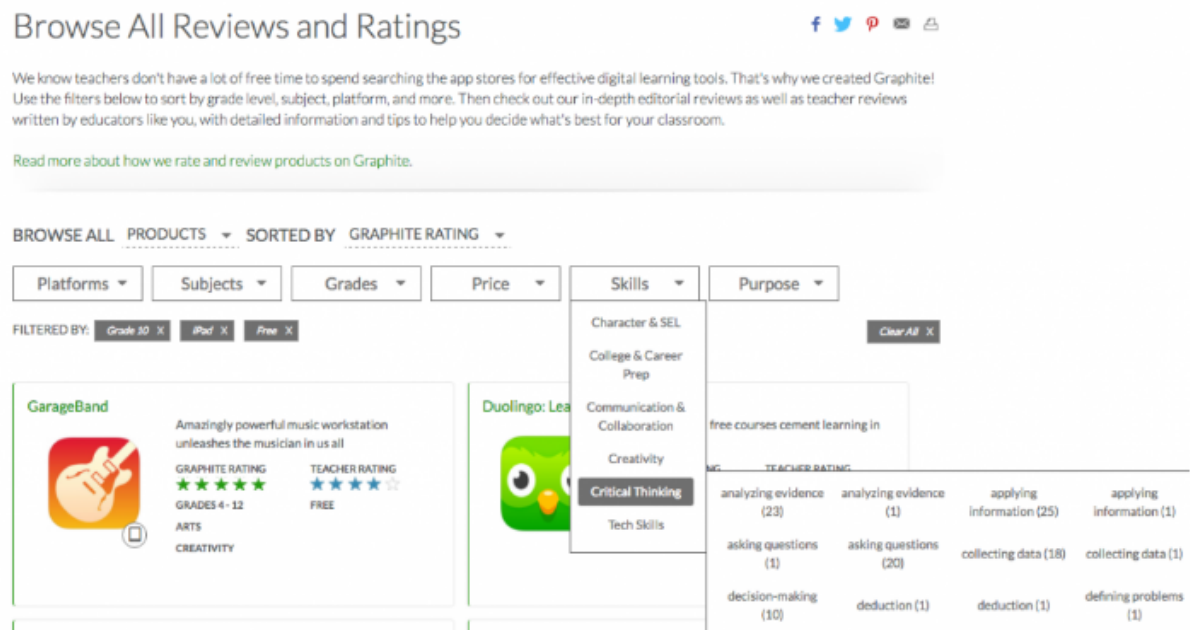 Browse All Reviews and Ratings
We know teachers don't have a lot of free time to spend searching the app stores for effective digital learning tools. That's why we created Graphite!
Use the filters below to sort by grade level, subject, platform, and more. Then check out our in-depth editorial reviews as well as teacher reviews
written by educators like you, with detailed information and tips to help you decide what's best for your classroom.
Read more about how we rate and review products on Graphite.
BROWSE ALL PRODUCTS SORTED BY GRAPHITE RATING
Platforms Subjects Grades Price Skills Purpose
FILTERED BY: Grade 10 X iPad X Free X Clear All X
Character & SEL
College & Career
Prep
Communication &
Collaboration
Creativity
Critical Thinking
Tech Skills
GarageBand
Amazingly powerful music workstation
unleashes the musician in us all
GRAPHITE RATING TEACHER RATING
GRADES 4 - 12 FREE
ARTS
CREATIVITY
Duolingo: Lea
free courses cement learning in
NG TEACHER RATING
analyzing evidence analyzing evidence applying applying
(23) (1) information (25) information (1)
asking questions asking questions collecting data (18) collecting data (1)
(1) (20)
decision-making deduction (1) deduction (1) defining problems
(10) (1)